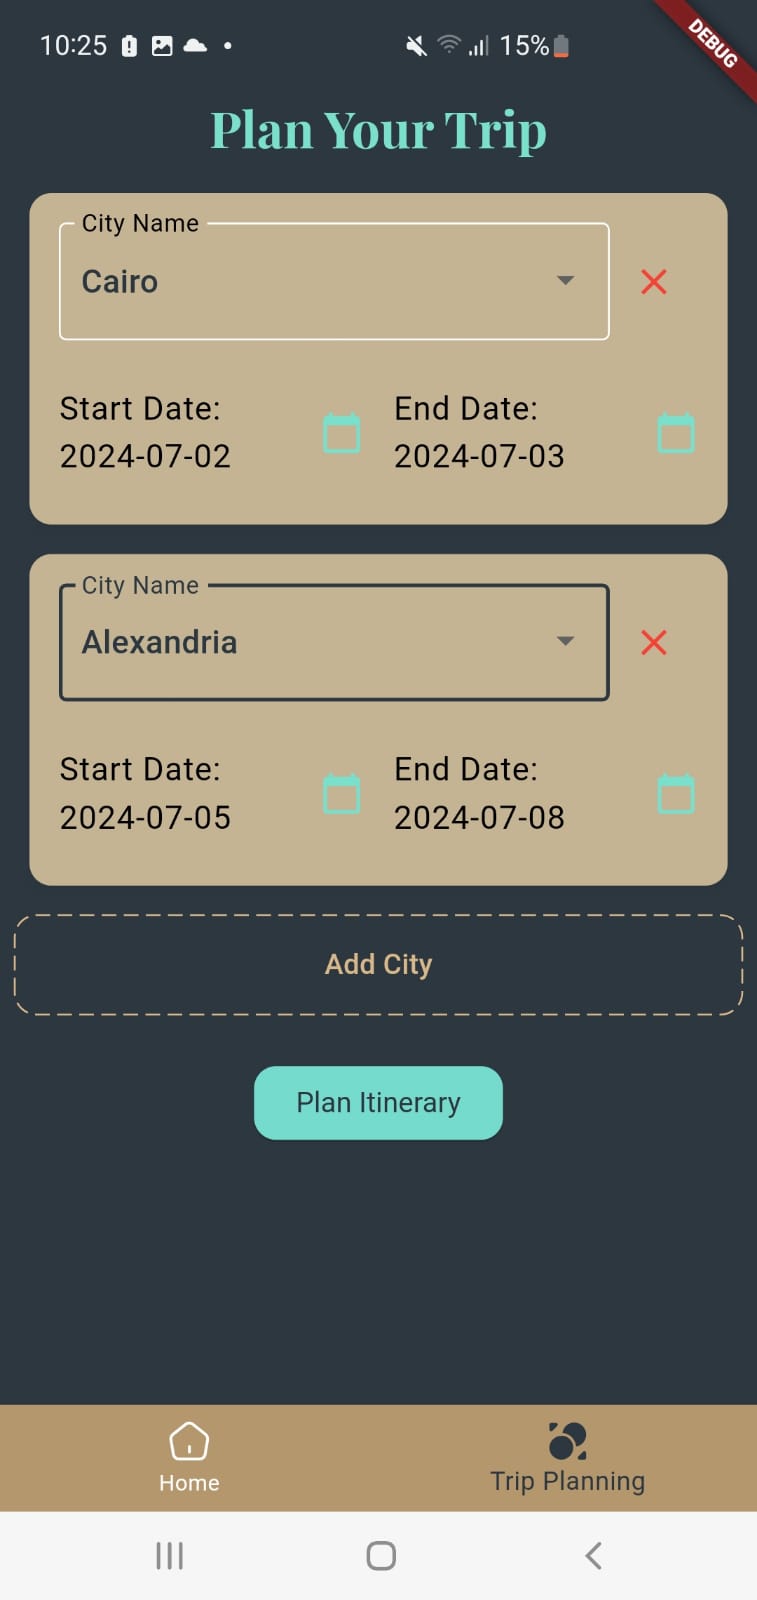 10:25
15%
DEBUG
Plan Your Trip
City Name
Cairo
Start Date:
2024-07-02
End Date:
2024-07-03
City Name
Alexandria
Start Date:
2024-07-05
End Date:
2024-07-08
Add City
Plan Itinerary
Home
Trip Planning